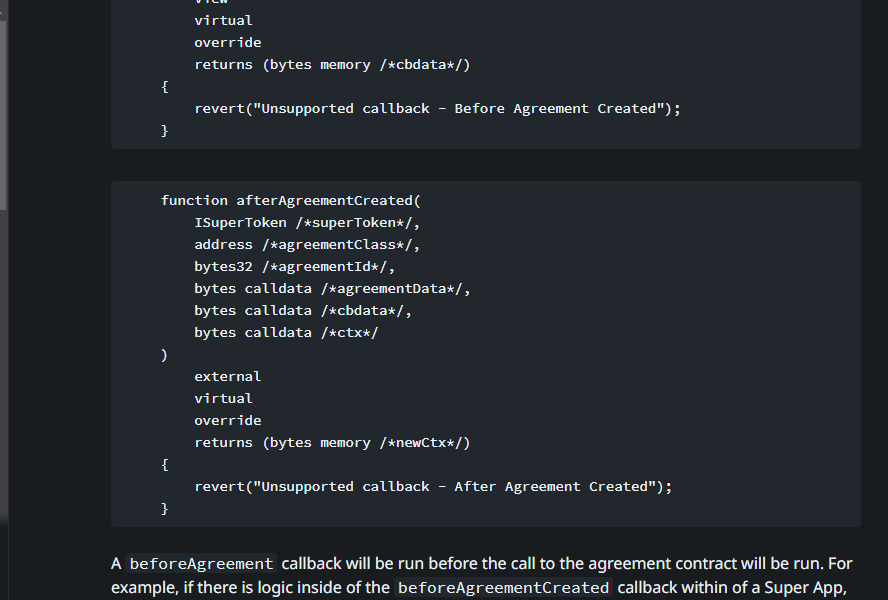 view
virtual
override
returns (bytes memory /*cbdata*/)
{
revert("Unsupported callback - Before Agreement Created");
}
function afterAgreementCreated(
ISuperToken /*superToken*/,
address /*agreementClass*/,
bytes32 /*agreementId*/,
bytes calldata /*agreementData*/,
bytes calldata /*cbdata*/,
bytes calldata /*ctx*/
)
external
virtual
override
returns (bytes memory /*newCtx*/)
{
revert("Unsupported callback - After Agreement Created");
}
A beforeAgreement callback will be run before the call to the agreement contract will be run. For
example, if there is logic inside of the beforeAgreementCreated callback within of a Super App,